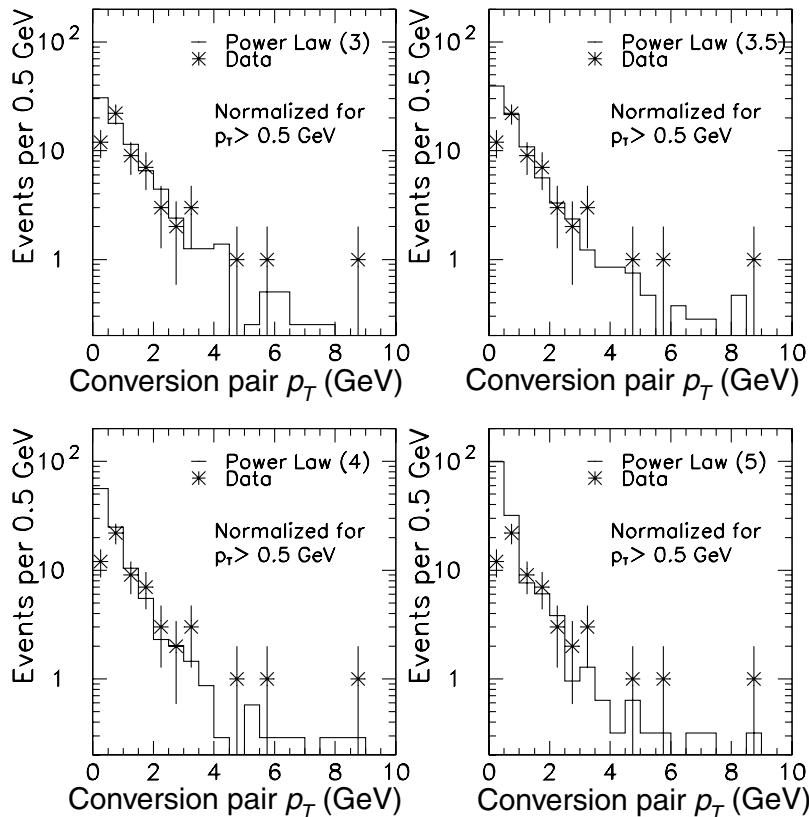 Events per 0.5 GeV
10²
10
1
Power Law (3)
Data
Normalized for
p_T > 0.5 GeV
0 2 4 6 8 10
Conversion pair p_T (GeV)
Events per 0.5 GeV
10²
10
1
Power Law (3.5)
Data
Normalized for
p_T > 0.5 GeV
0 2 4 6 8 10
Conversion pair p_T (GeV)
Events per 0.5 GeV
10²
10
1
Power Law (4)
Data
Normalized for
p_T > 0.5 GeV
0 2 4 6 8 10
Conversion pair p_T (GeV)
Events per 0.5 GeV
10²
10
1
Power Law (5)
Data
Normalized for
p_T > 0.5 GeV
0 2 4 6 8 10
Conversion pair p_T (GeV)